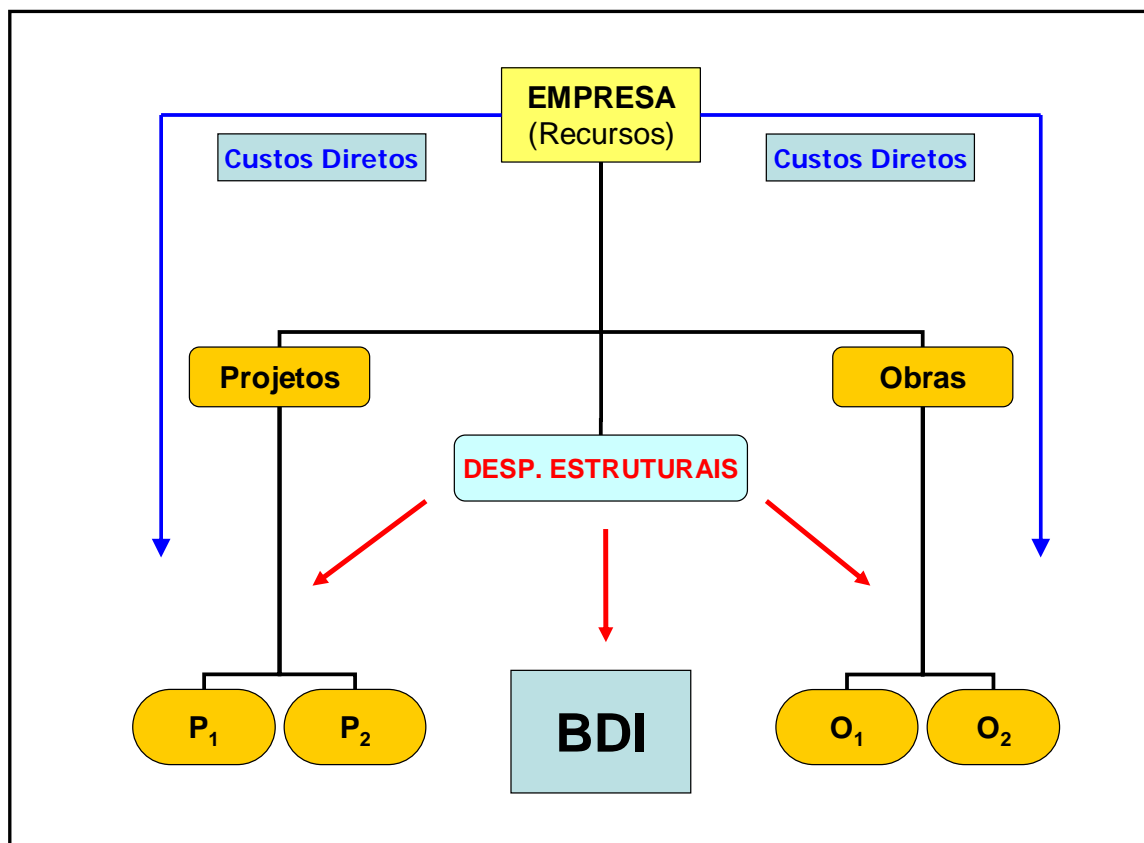 EMPRESA
(Recursos)
Custos Diretos
Custos Diretos
Projetos
Obras
DESP. ESTRUTURAIS
P1
P2
BDI
O1
O2